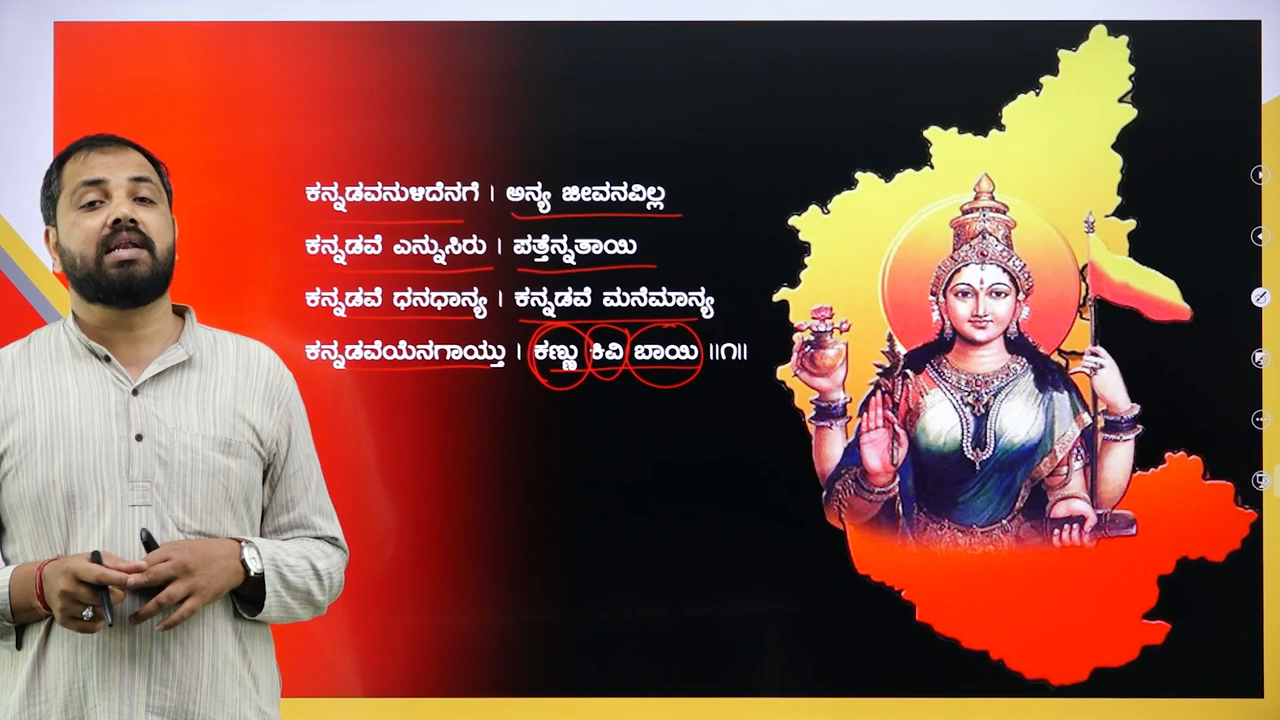 ಕನ್ನಡವನುಳಿದೆನಗೆ । ಅನ್ಯ ಜೀವನವಿಲ್ಲ
ಕನ್ನಡವೆ ಎನ್ನುಸಿರು । ಪತ್ತೆನ್ನತಾಯಿ
ಕನ್ನಡವೆ ಧನಧಾನ್ಯ । ಕನ್ನಡವೆ ಮನೆಮಾನ್ಯ
ಕನ್ನಡವೆಯೆನಗಾಯ್ತು । ಕಣ್ಣು ಕಿವಿ ಬಾಯಿ ॥೧॥